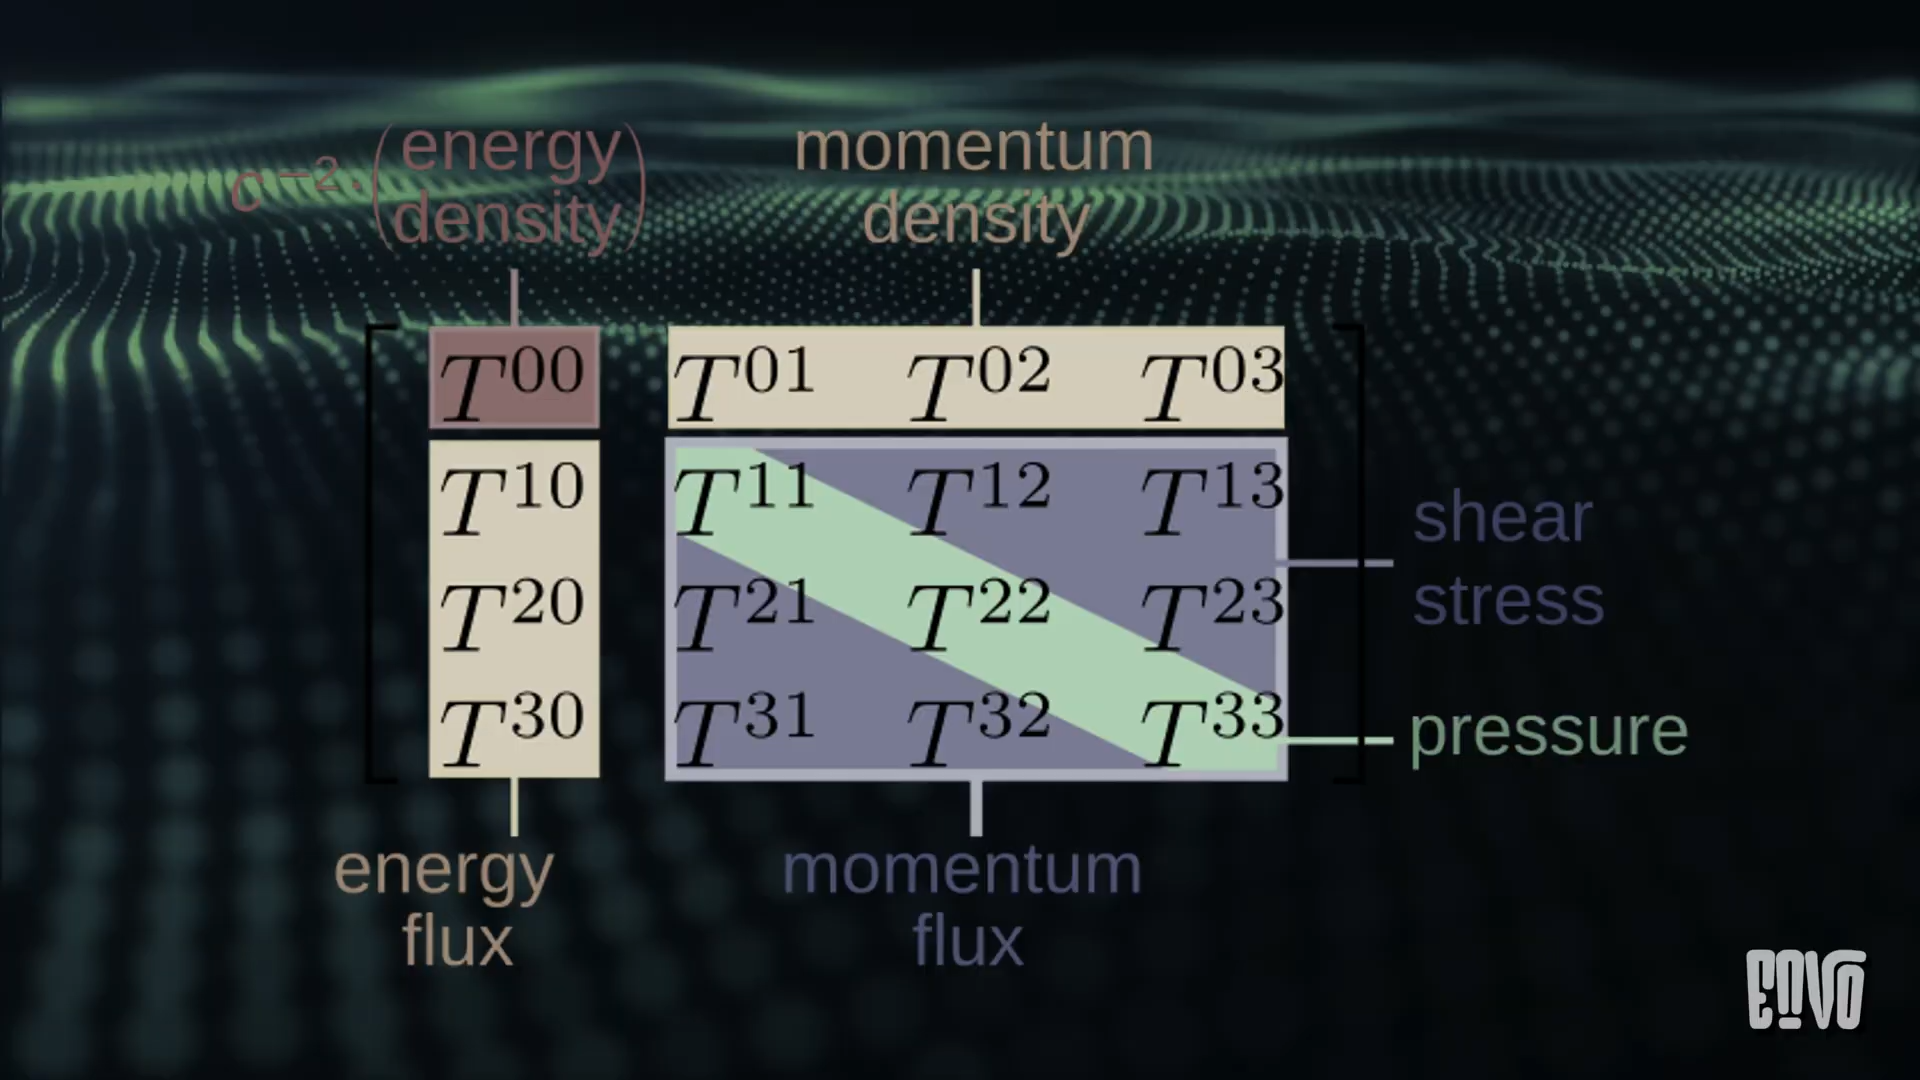 c⁻²·(energy density)
momentum
density
T⁰⁰ T⁰¹ T⁰² T⁰³
T¹⁰ T¹¹ T¹² T¹³
shear
T²⁰ T²¹ T²² T²³
stress
T³⁰ T³¹ T³² T³³
pressure
energy
flux
momentum
flux